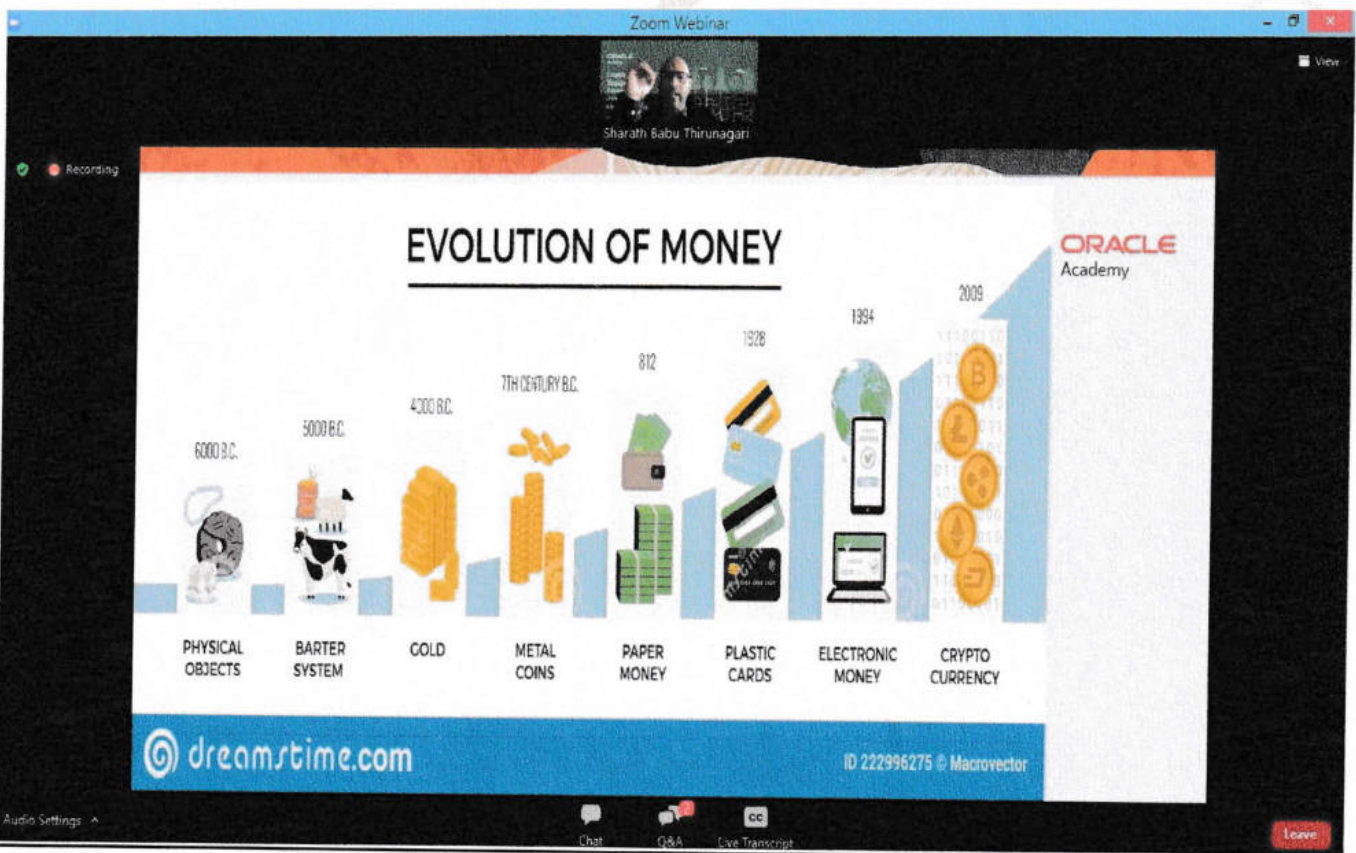 Zoom Webinar
View
ORACLE
Sharath Babu Thirunagari
Recording
EVOLUTION OF MONEY
ORACLE
Academy
6000 B.C.
5000 B.C.
4000 B.C.
7TH CENTURY B.C.
812
1928
1994
2009
PHYSICAL
OBJECTS
BARTER
SYSTEM
GOLD
METAL
COINS
PAPER
MONEY
PLASTIC
CARDS
ELECTRONIC
MONEY
CRYPTO
CURRENCY
dreamstime.com
ID 222996275 © Macrovector
Audio Settings
Chat
2
Q&A
CC
Live Transcript
Leave